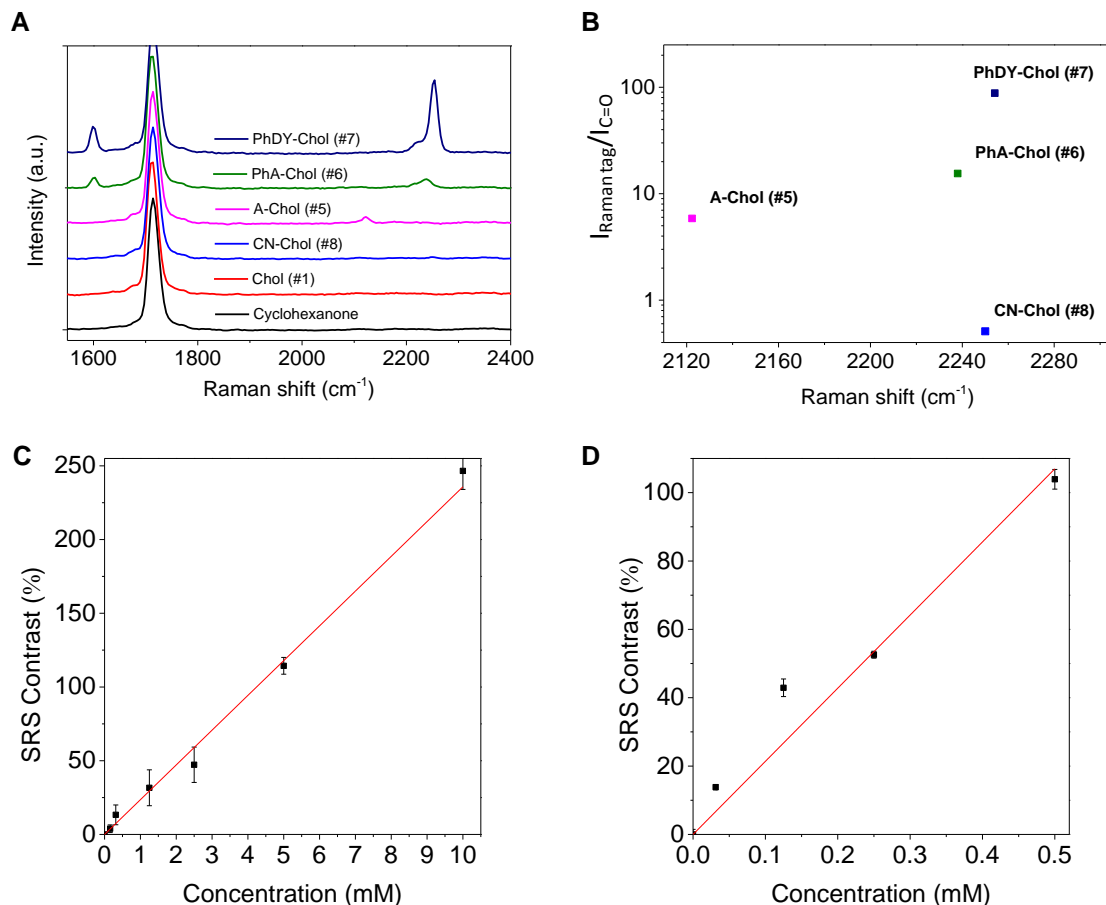 A
Intensity (a.u.)
PhDY-Chol (#7)
PhA-Chol (#6)
A-Chol (#5)
CN-Chol (#8)
Chol (#1)
Cyclohexanone
1600 1800 2000 2200 2400
Raman shift (cm⁻¹)
B
I Raman tag/I C=O
100
10
1
PhDY-Chol (#7)
PhA-Chol (#6)
A-Chol (#5)
CN-Chol (#8)
2120 2160 2200 2240 2280
Raman shift (cm⁻¹)
C
SRS Contrast (%)
250
200
150
100
50
0
0 1 2 3 4 5 6 7 8 9 10
Concentration (mM)
D
SRS Contrast (%)
100
80
60
40
20
0
0.0 0.1 0.2 0.3 0.4 0.5
Concentration (mM)